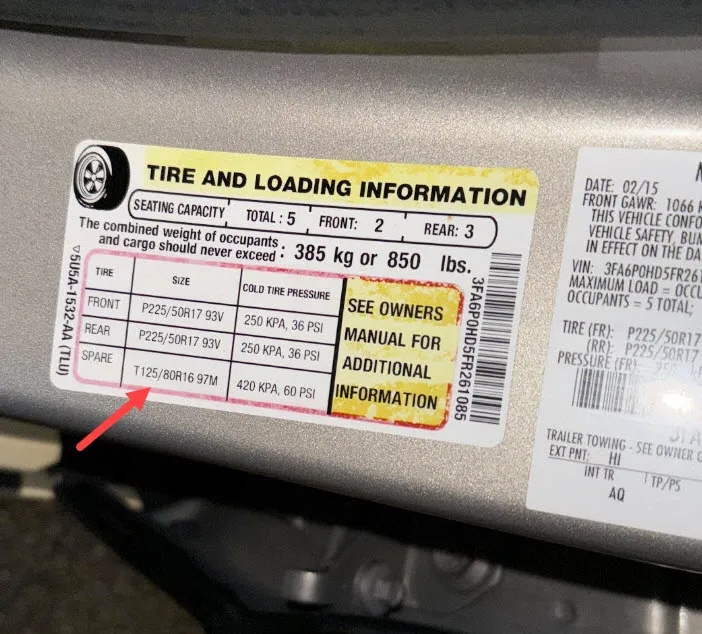 TIRE AND LOADING INFORMATION
SEATING CAPACITY TOTAL : 5 FRONT: 2 REAR: 3
The combined weight of occupants
and cargo should never exceed : 385 kg or 850 lbs.
TIRE SIZE COLD TIRE PRESSURE
FRONT P225/50R17 93V 250 KPA, 36 PSI
REAR P225/50R17 93V 250 KPA, 36 PSI
SPARE T125/80R16 97M 420 KPA, 60 PSI
SEE OWNERS
MANUAL FOR
ADDITIONAL
INFORMATION
5U5A-1532-AA (TLU)
3FA6P0HD5FR261085
DATE: 02/15
FRONT GAWR: 1066 K
THIS VEHICLE CONFO
VEHICLE SAFETY, BUM
IN EFFECT ON THE DA
VIN: 3FA6P0HD5FR261
MAXIMUM LOAD = OCCU
OCCUPANTS = 5 TOTAL;
TIRE (FR): P225/50R17
(RR): P225/50R17
PRESSURE (FR)
TRAILER TOWING - SEE OWNER
EXT PNT: HI
INT TR TP/PS
AQ